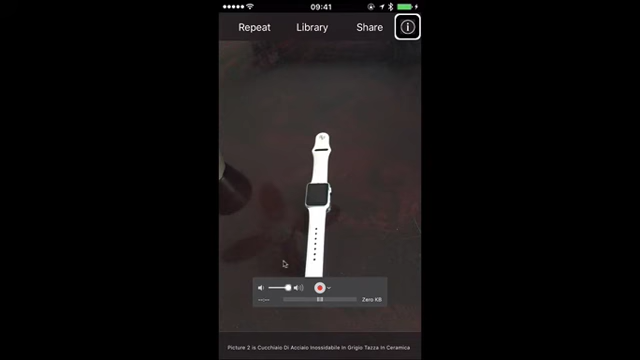 09:41
Repeat Library Share
--:-- Zero KB
Picture 2 is Cucchiaio Di Acciaio Inossidabile In Grigio Tazza In Ceramica